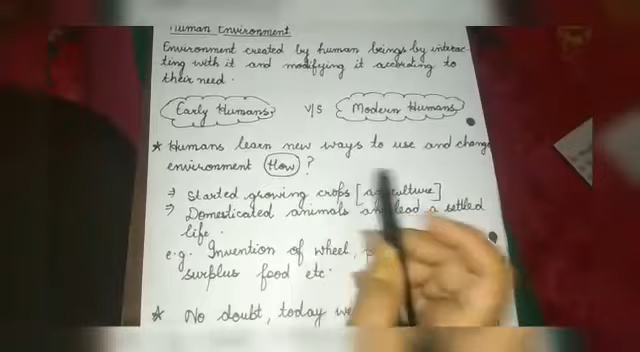 Human Environment
Environment created by human beings by interac-
ting with it and modifying it according to
their need.
Early Humans V/S Modern Humans
* Humans learn new ways to use and change
environment How ?
⇒ Started growing crops [agriculture]
⇒ Domesticated animals and lead a settled
life.
e.g. Invention of wheel,
surplus food etc.
* No doubt, today we